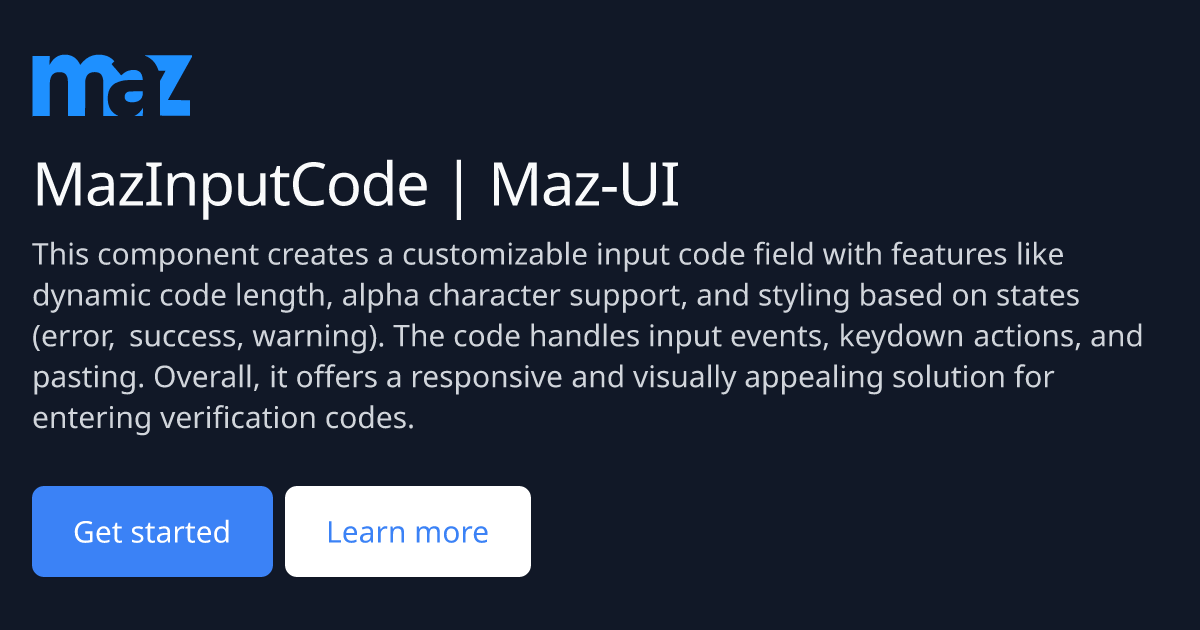 maz
MazInputCode | Maz-UI
This component creates a customizable input code field with features like
dynamic code length, alpha character support, and styling based on states
(error,  success, warning). The code handles input events, keydown actions, and
pasting. Overall, it offers a responsive and visually appealing solution for
entering verification codes.
Get started
Learn more